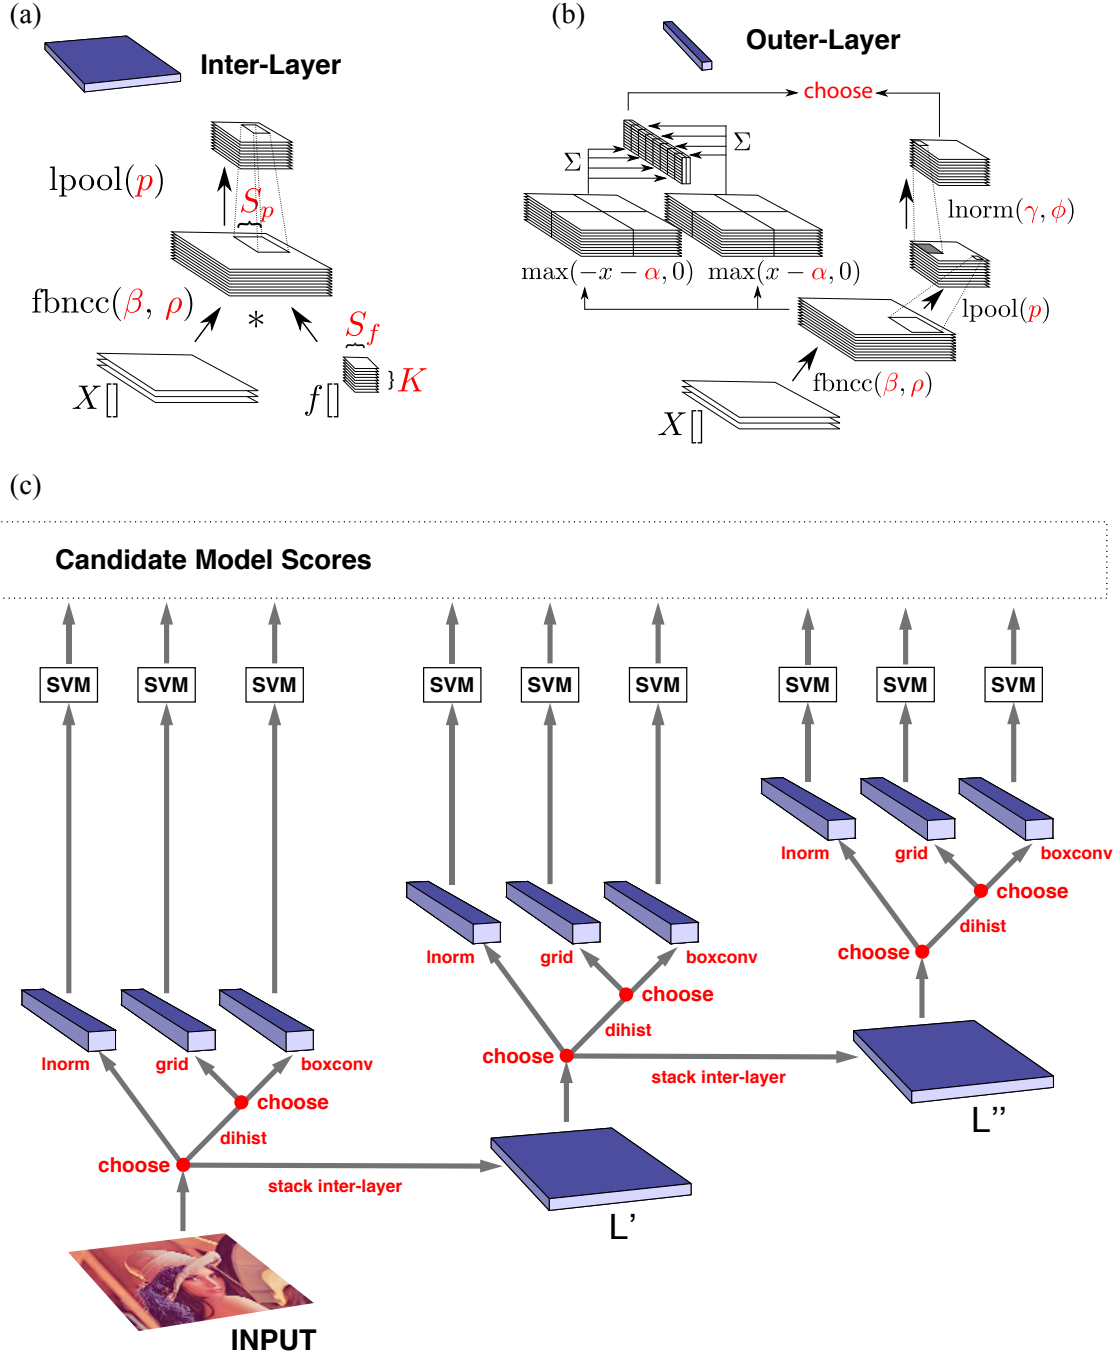 (a)
Inter-Layer
lpool(p)
S_p
fbncc(β, ρ)
*
S_f
X[]
f[]
}K
(b)
Outer-Layer
choose
Σ
Σ
lnorm(γ, ϕ)
max(−x − α, 0)
max(x − α, 0)
lpool(p)
fbncc(β, ρ)
X[]
(c)
Candidate Model Scores
SVM SVM SVM SVM SVM SVM SVM SVM SVM
lnorm grid boxconv
choose
dihist
choose
lnorm grid boxconv
choose
dihist
choose
stack inter-layer
lnorm grid boxconv
choose
dihist
choose
stack inter-layer
L''
L'
INPUT